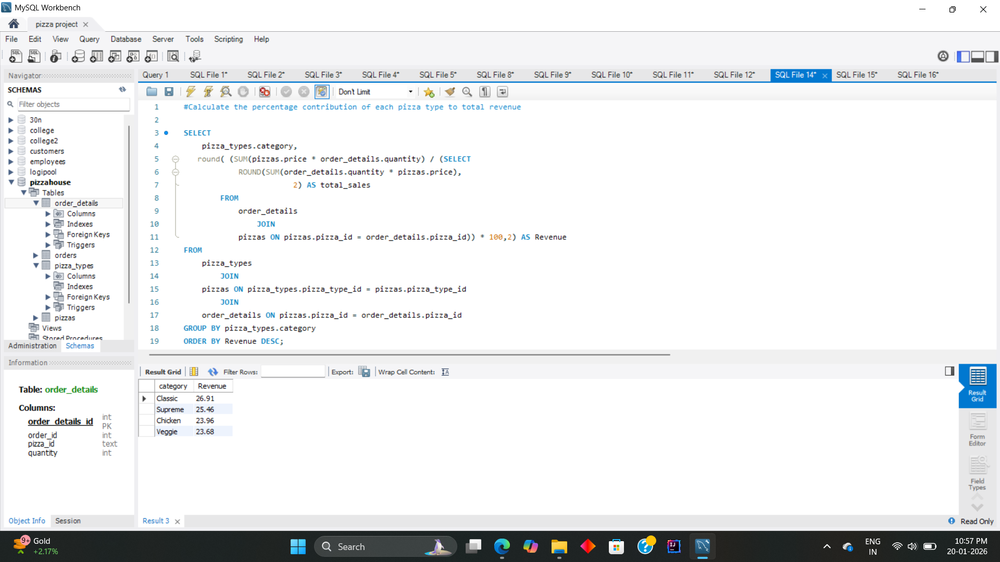 MySQL Workbench
pizza project
File Edit View Query Database Server Tools Scripting Help
Navigator
SCHEMAS
Filter objects
30n
college
college2
customers
employees
logipool
pizzahouse
Tables
order_details
Columns
Indexes
Foreign Keys
Triggers
orders
pizza_types
Columns
Indexes
Foreign Keys
Triggers
pizzas
Views
Stored Procedures
Administration Schemas
Information
Table: order_details
Columns:
order_details_id int PK
order_id int
pizza_id text
quantity int
Object Info Session
Query 1 SQL File 1* SQL File 2* SQL File 3* SQL File 4* SQL File 5* SQL File 8* SQL File 9* SQL File 10* SQL File 11* SQL File 12* SQL File 14* SQL File 15* SQL File 16*
Don't Limit
1 #Calculate the percentage contribution of each pizza type to total revenue
2
3 SELECT
4 pizza_types.category,
5 round( (SUM(pizzas.price * order_details.quantity) / (SELECT
6 ROUND(SUM(order_details.quantity * pizzas.price),
7 2) AS total_sales
8 FROM
9 order_details
10 JOIN
11 pizzas ON pizzas.pizza_id = order_details.pizza_id)) * 100,2) AS Revenue
12 FROM
13 pizza_types
14 JOIN
15 pizzas ON pizza_types.pizza_type_id = pizzas.pizza_type_id
16 JOIN
17 order_details ON pizzas.pizza_id = order_details.pizza_id
18 GROUP BY pizza_types.category
19 ORDER BY Revenue DESC;
Result Grid Filter Rows: Export: Wrap Cell Content:
category Revenue
Classic 26.91
Supreme 25.46
Chicken 23.96
Veggie 23.68
Result Grid
Form Editor
Field Types
Result 3
Read Only
9+ Gold
+2.17%
Search
ENG
IN
10:57 PM
20-01-2026